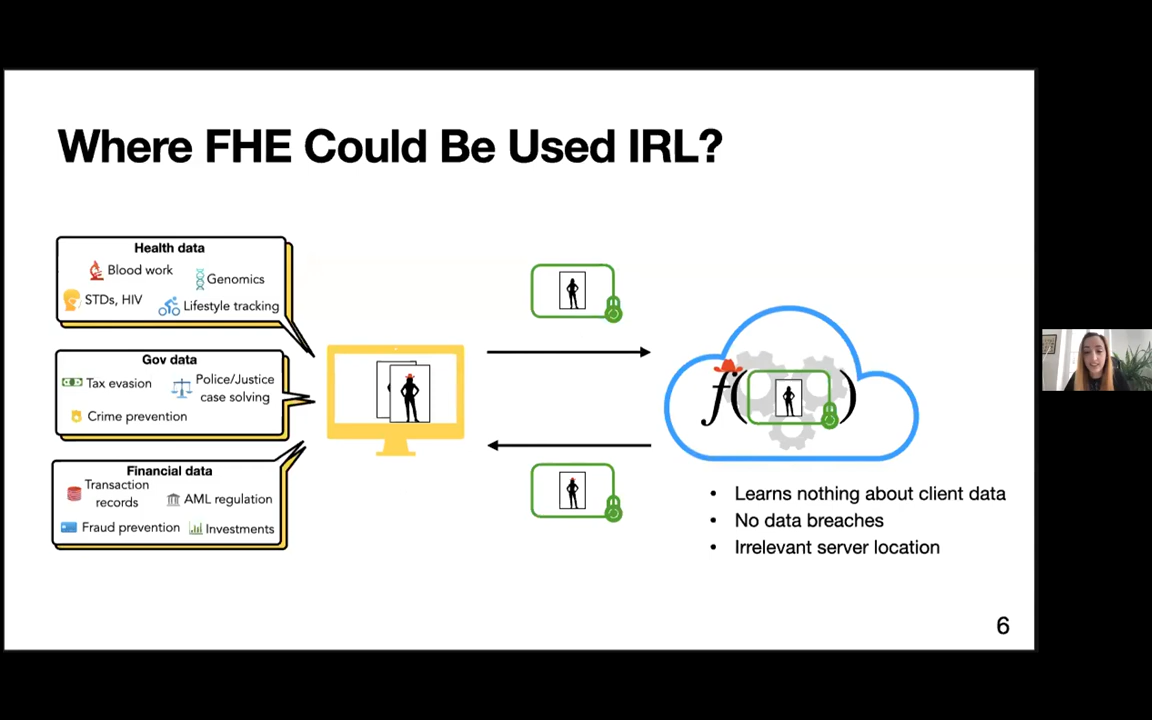 Where FHE Could Be Used IRL?
Health data
Blood work
Genomics
STDs, HIV
Lifestyle tracking
Gov data
Tax evasion
Police/Justice
case solving
Crime prevention
Financial data
Transaction
records
AML regulation
Fraud prevention
Investments
f( )
• Learns nothing about client data
• No data breaches
• Irrelevant server location
6